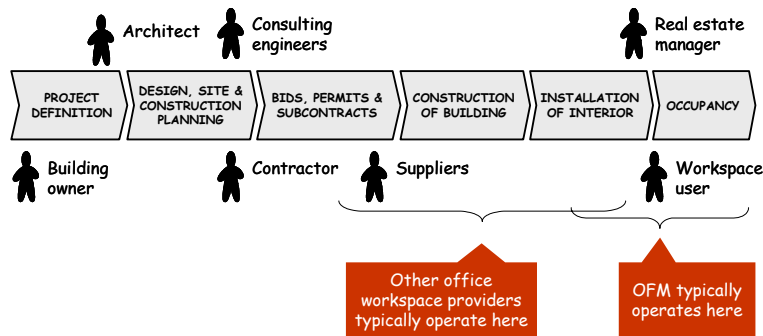 Architect
Consulting
engineers
Real estate
manager
PROJECT
DEFINITION
DESIGN, SITE &
CONSTRUCTION
PLANNING
BIDS, PERMITS &
SUBCONTRACTS
CONSTRUCTION
OF BUILDING
INSTALLATION
OF INTERIOR
OCCUPANCY
Building
owner
Contractor
Suppliers
Workspace
user
Other office
workspace providers
typically operate here
OFM typically
operates here